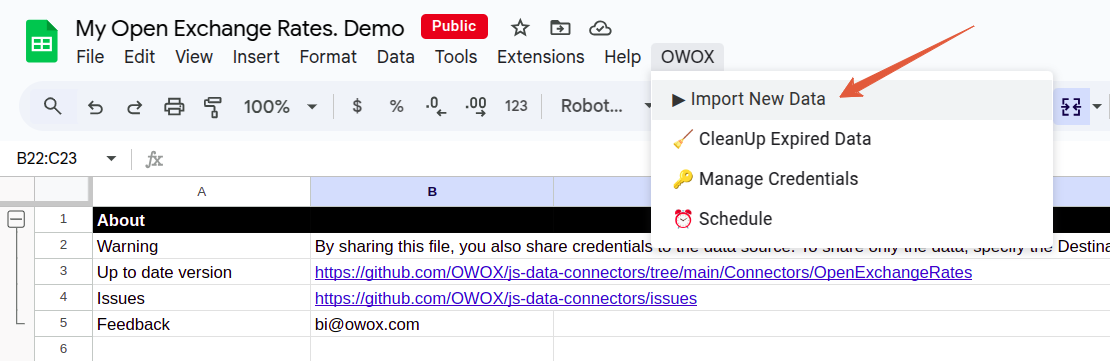 My Open Exchange Rates. Demo Public
File Edit View Insert Format Data Tools Extensions Help OWOX
100% $ % .0 .00 123 Robot...
▶ Import New Data
🧹 CleanUp Expired Data
🔑 Manage Credentials
⏰ Schedule
B22:C23 fx
A B
1 About
2 Warning By sharing this file, you also share credentials to the data source. To share only the data, specify the Destina
3 Up to date version https://github.com/OWOX/js-data-connectors/tree/main/Connectors/OpenExchangeRates
4 Issues https://github.com/OWOX/js-data-connectors/issues
5 Feedback bi@owox.com
6